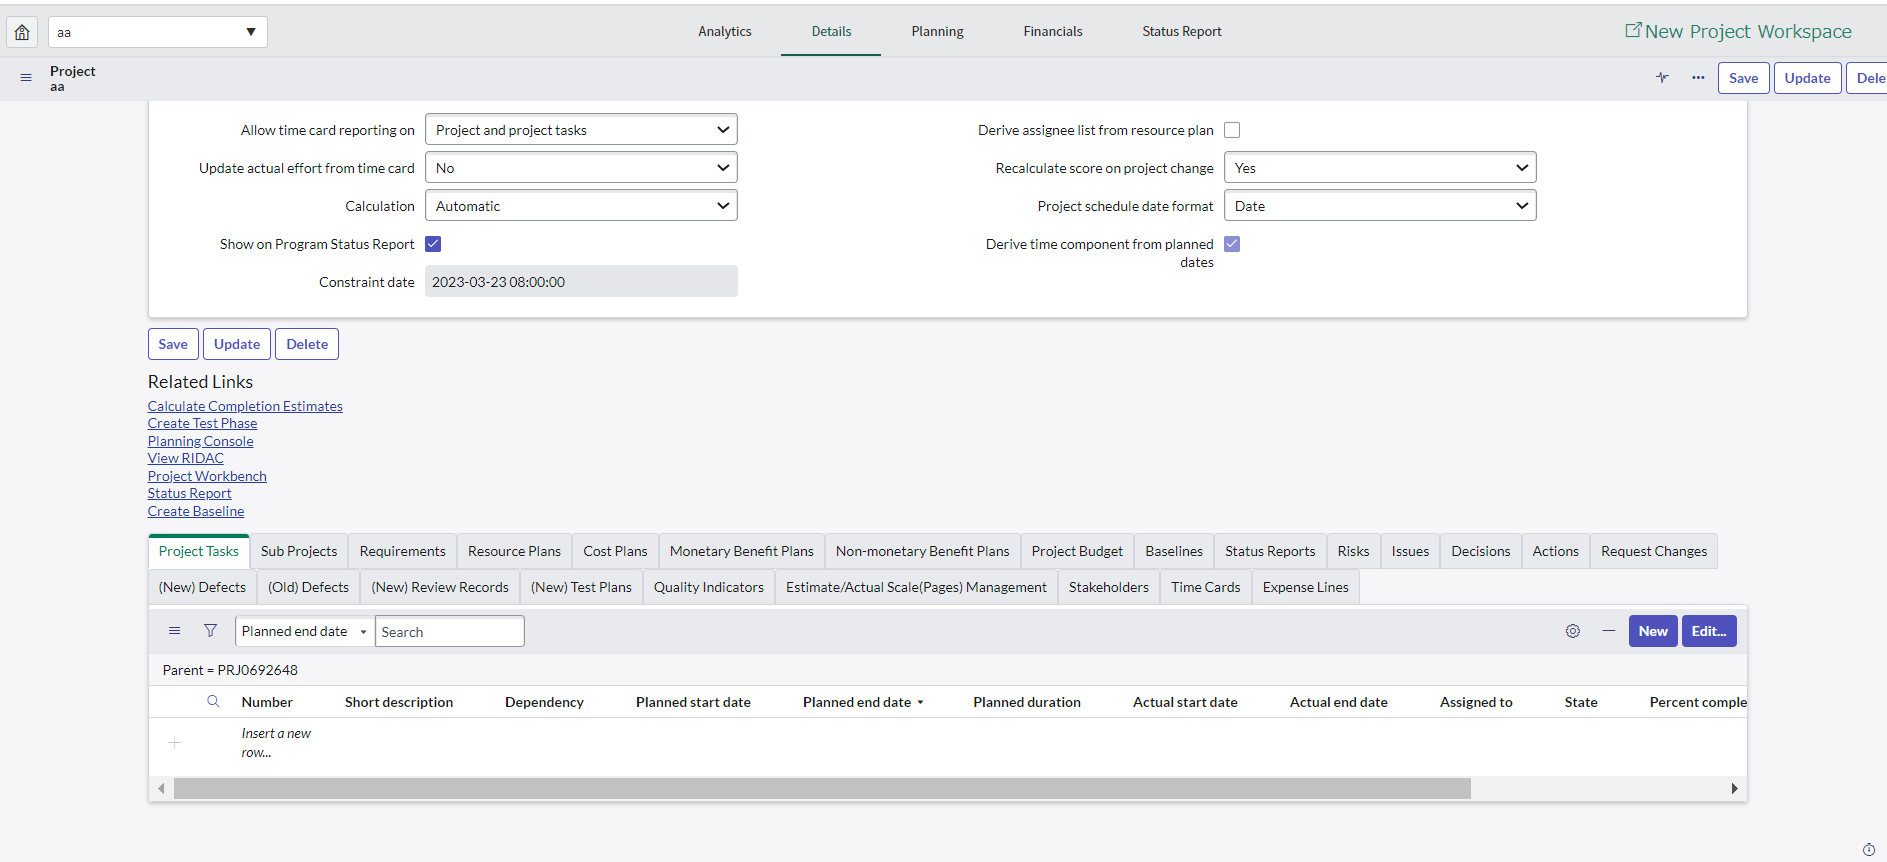 aa
Analytics
Details
Planning
Financials
Status Report
New Project Workspace
Project
aa
Save
Update
Dele
Allow time card reporting on
Project and project tasks
Derive assignee list from resource plan
Update actual effort from time card
No
Recalculate score on project change
Yes
Calculation
Automatic
Project schedule date format
Date
Show on Program Status Report
Derive time component from planned
dates
Constraint date
2023-03-23 08:00:00
Save
Update
Delete
Related Links
Calculate Completion Estimates
Create Test Phase
Planning Console
View RIDAC
Project Workbench
Status Report
Create Baseline
Project Tasks
Sub Projects
Requirements
Resource Plans
Cost Plans
Monetary Benefit Plans
Non-monetary Benefit Plans
Project Budget
Baselines
Status Reports
Risks
Issues
Decisions
Actions
Request Changes
(New) Defects
(Old) Defects
(New) Review Records
(New) Test Plans
Quality Indicators
Estimate/Actual Scale(Pages) Management
Stakeholders
Time Cards
Expense Lines
Planned end date
Search
New
Edit...
Parent = PRJ0692648
Number
Short description
Dependency
Planned start date
Planned end date
Planned duration
Actual start date
Actual end date
Assigned to
State
Percent comple
Insert a new
row...